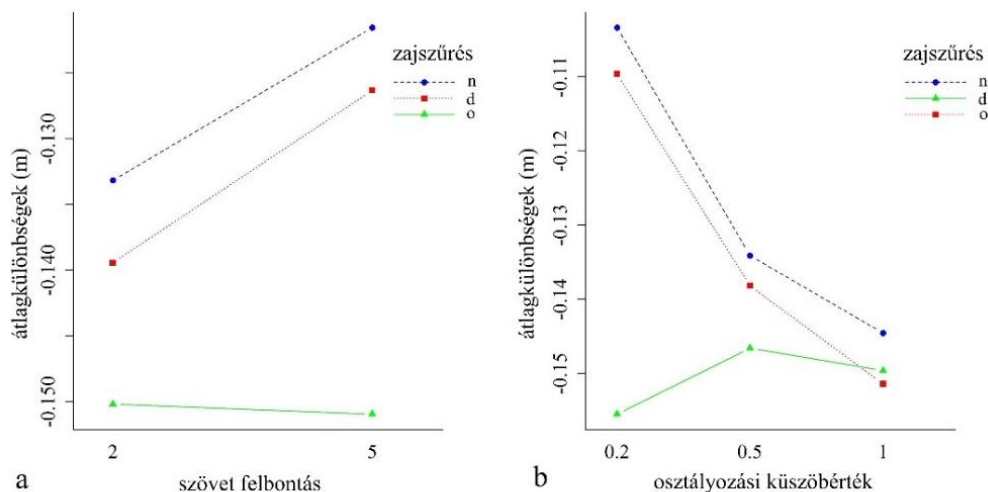 átlagkülönbségek (m)
-0.130
-0.140
-0.150
zajszűrés
n
d
o
2
5
a
szövet felbontás
átlagkülönbségek (m)
-0.11
-0.12
-0.13
-0.14
-0.15
zajszűrés
n
d
o
0.2
0.5
1
b
osztályozási küszöbérték